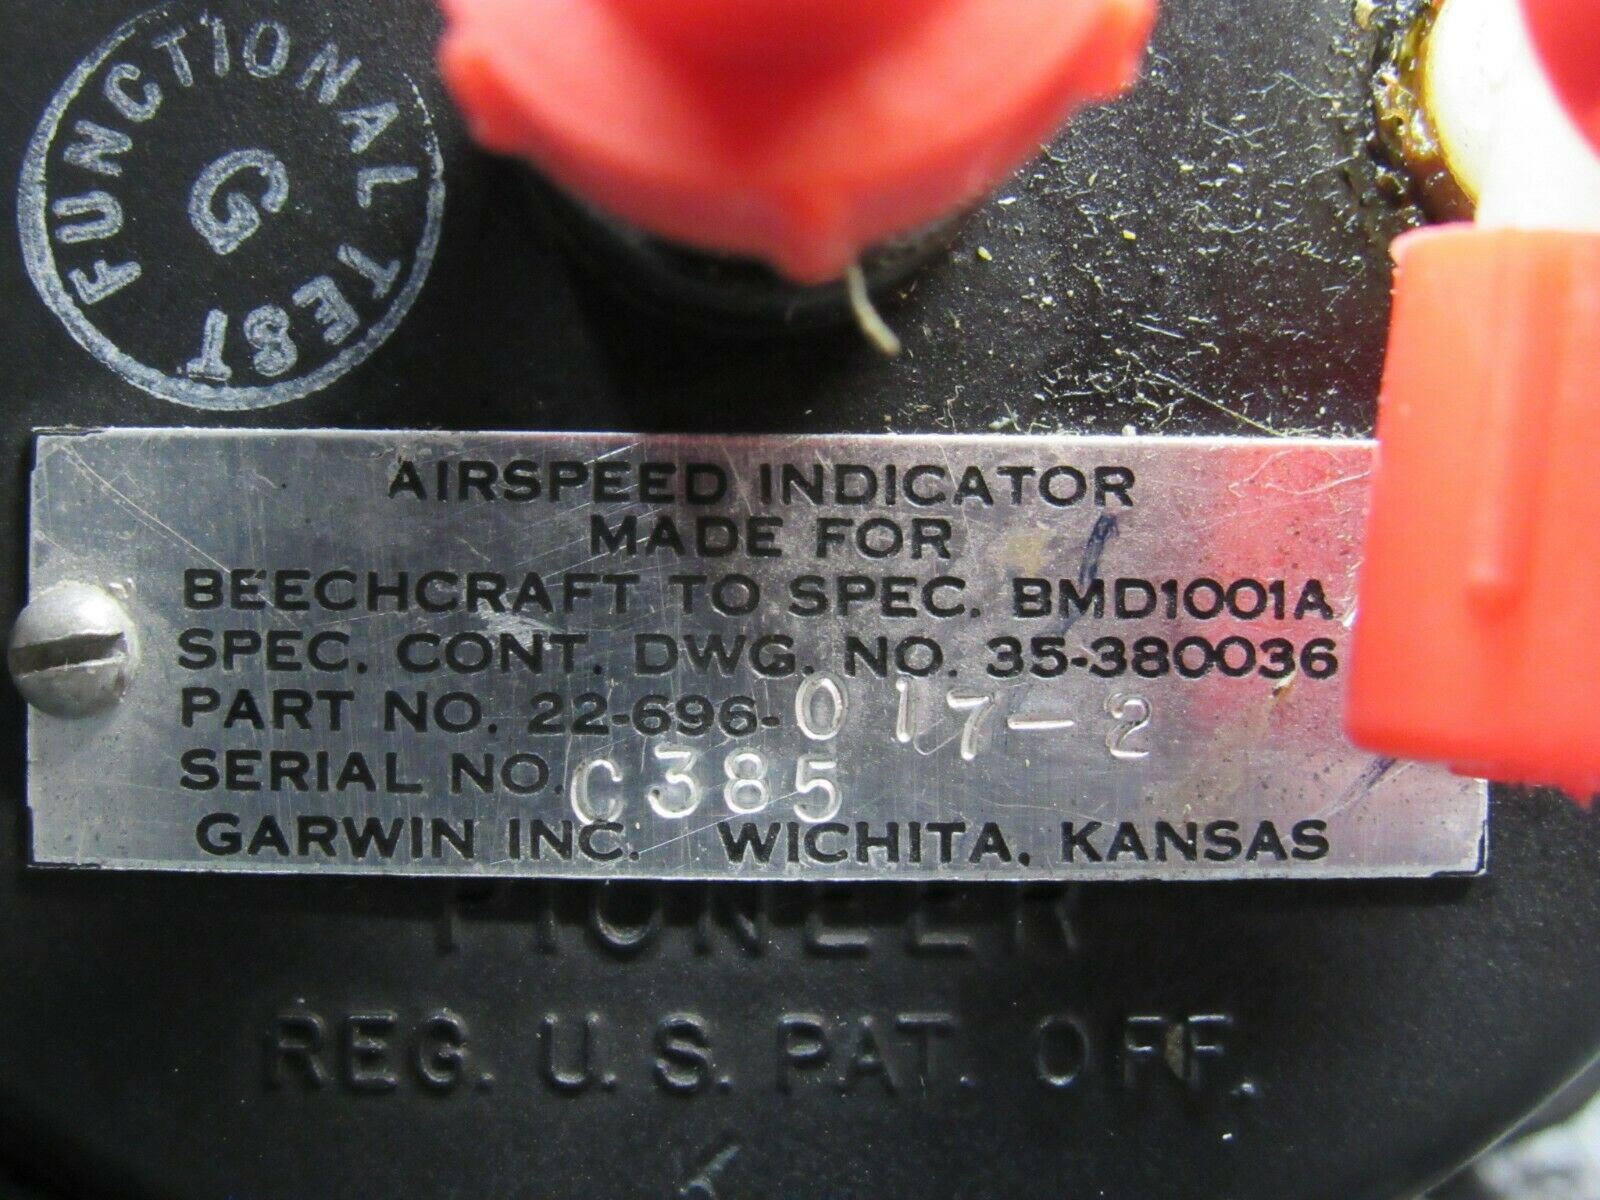 FUNCTIONAL TEST
G
AIRSPEED INDICATOR
MADE FOR
BEECHCRAFT TO SPEC. BMD1001A
SPEC. CONT. DWG. NO. 35-380036
PART NO. 22-696-017-2
SERIAL NO. C385
GARWIN INC. WICHITA, KANSAS
PIONEER
REG. U.S. PAT. OFF.